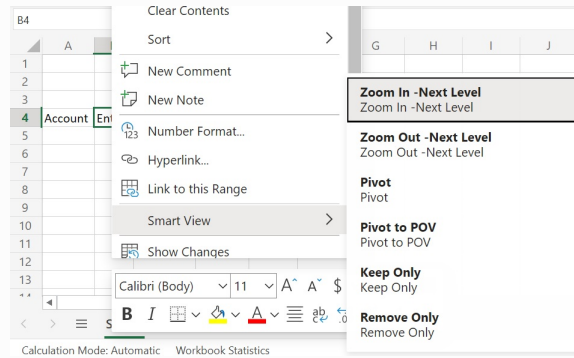 B4
Clear Contents
Sort
A
G H I J
1
2
3
4 Account
5
6
7
8
9
10
11
12
13
New Comment
New Note
123 Number Format...
Hyperlink...
Link to this Range
Smart View
Show Changes
Zoom In -Next Level
Zoom In -Next Level
Zoom Out -Next Level
Zoom Out -Next Level
Pivot
Pivot
Pivot to POV
Pivot to POV
Keep Only
Keep Only
Remove Only
Remove Only
Calibri (Body) 11 A A $
B I A ab
Calculation Mode: Automatic Workbook Statistics